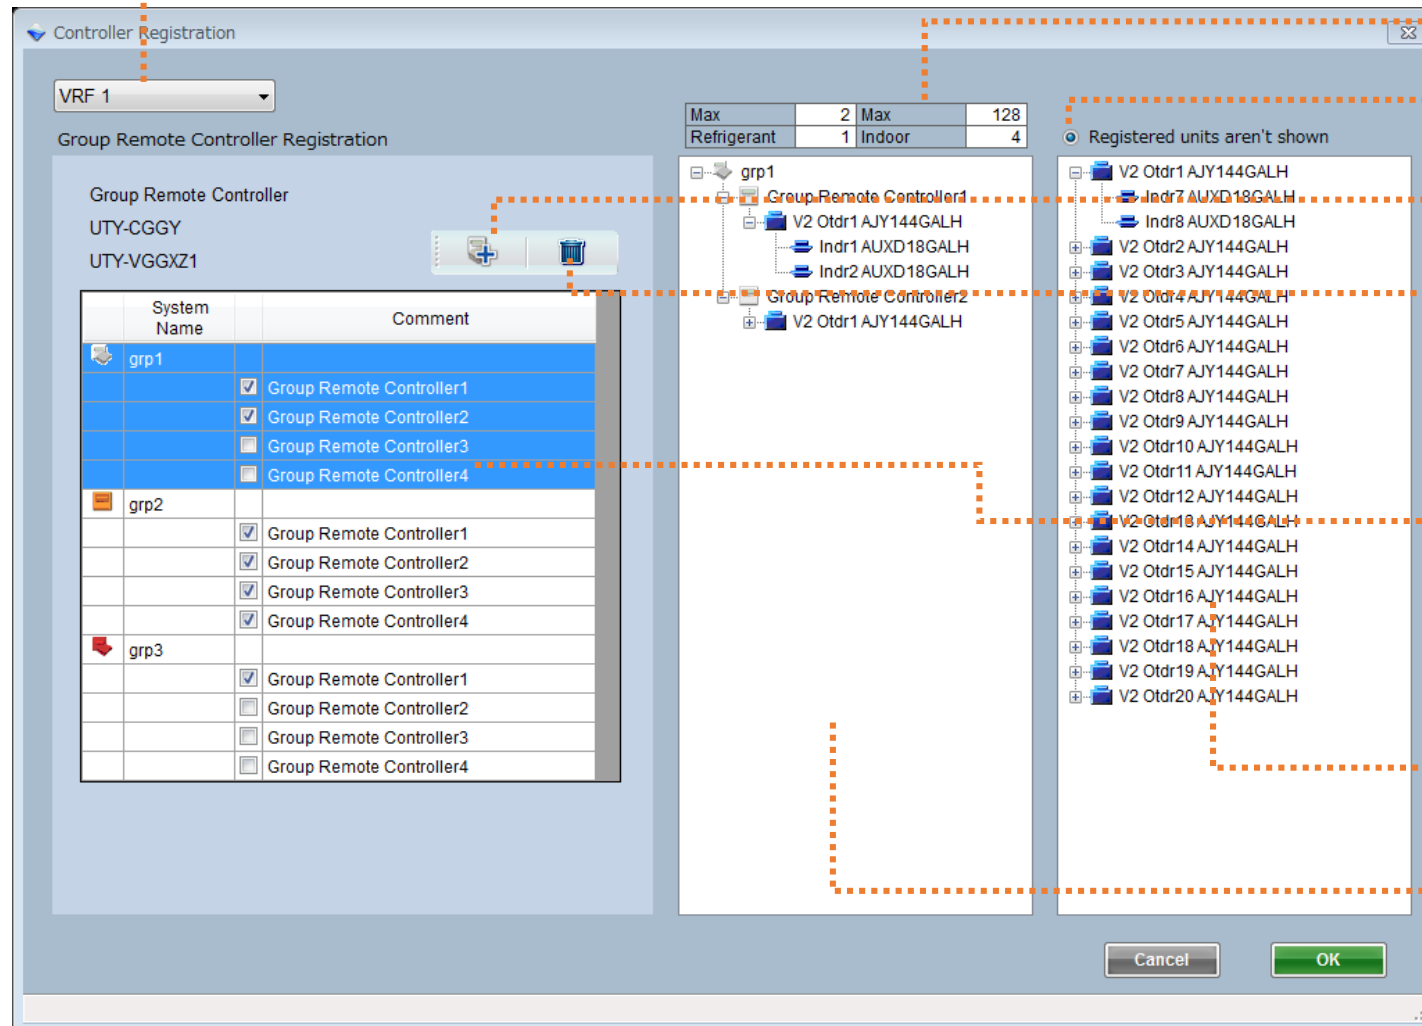 Controller Registration
VRF 1
Group Remote Controller Registration
Group Remote Controller
UTY-CGGY
UTY-VGGXZ1
System Name Comment
grp1
Group Remote Controller1
Group Remote Controller2
Group Remote Controller3
Group Remote Controller4
grp2
Group Remote Controller1
Group Remote Controller2
Group Remote Controller3
Group Remote Controller4
grp3
Group Remote Controller1
Group Remote Controller2
Group Remote Controller3
Group Remote Controller4
Max 2 Max 128
Refrigerant 1 Indoor 4
grp1
Group Remote Controller1
V2 Otdr1 AJY144GALH
Indr1 AUXD18GALH
Indr2 AUXD18GALH
Group Remote Controller2
V2 Otdr1 AJY144GALH
Registered units aren't shown
V2 Otdr1 AJY144GALH
Indr7 AUXD18GALH
Indr8 AUXD18GALH
V2 Otdr2 AJY144GALH
V2 Otdr3 AJY144GALH
V2 Otdr4 AJY144GALH
V2 Otdr5 AJY144GALH
V2 Otdr6 AJY144GALH
V2 Otdr7 AJY144GALH
V2 Otdr8 AJY144GALH
V2 Otdr9 AJY144GALH
V2 Otdr10 AJY144GALH
V2 Otdr11 AJY144GALH
V2 Otdr12 AJY144GALH
V2 Otdr13 AJY144GALH
V2 Otdr14 AJY144GALH
V2 Otdr15 AJY144GALH
V2 Otdr16 AJY144GALH
V2 Otdr17 AJY144GALH
V2 Otdr18 AJY144GALH
V2 Otdr19 AJY144GALH
V2 Otdr20 AJY144GALH
Cancel
OK